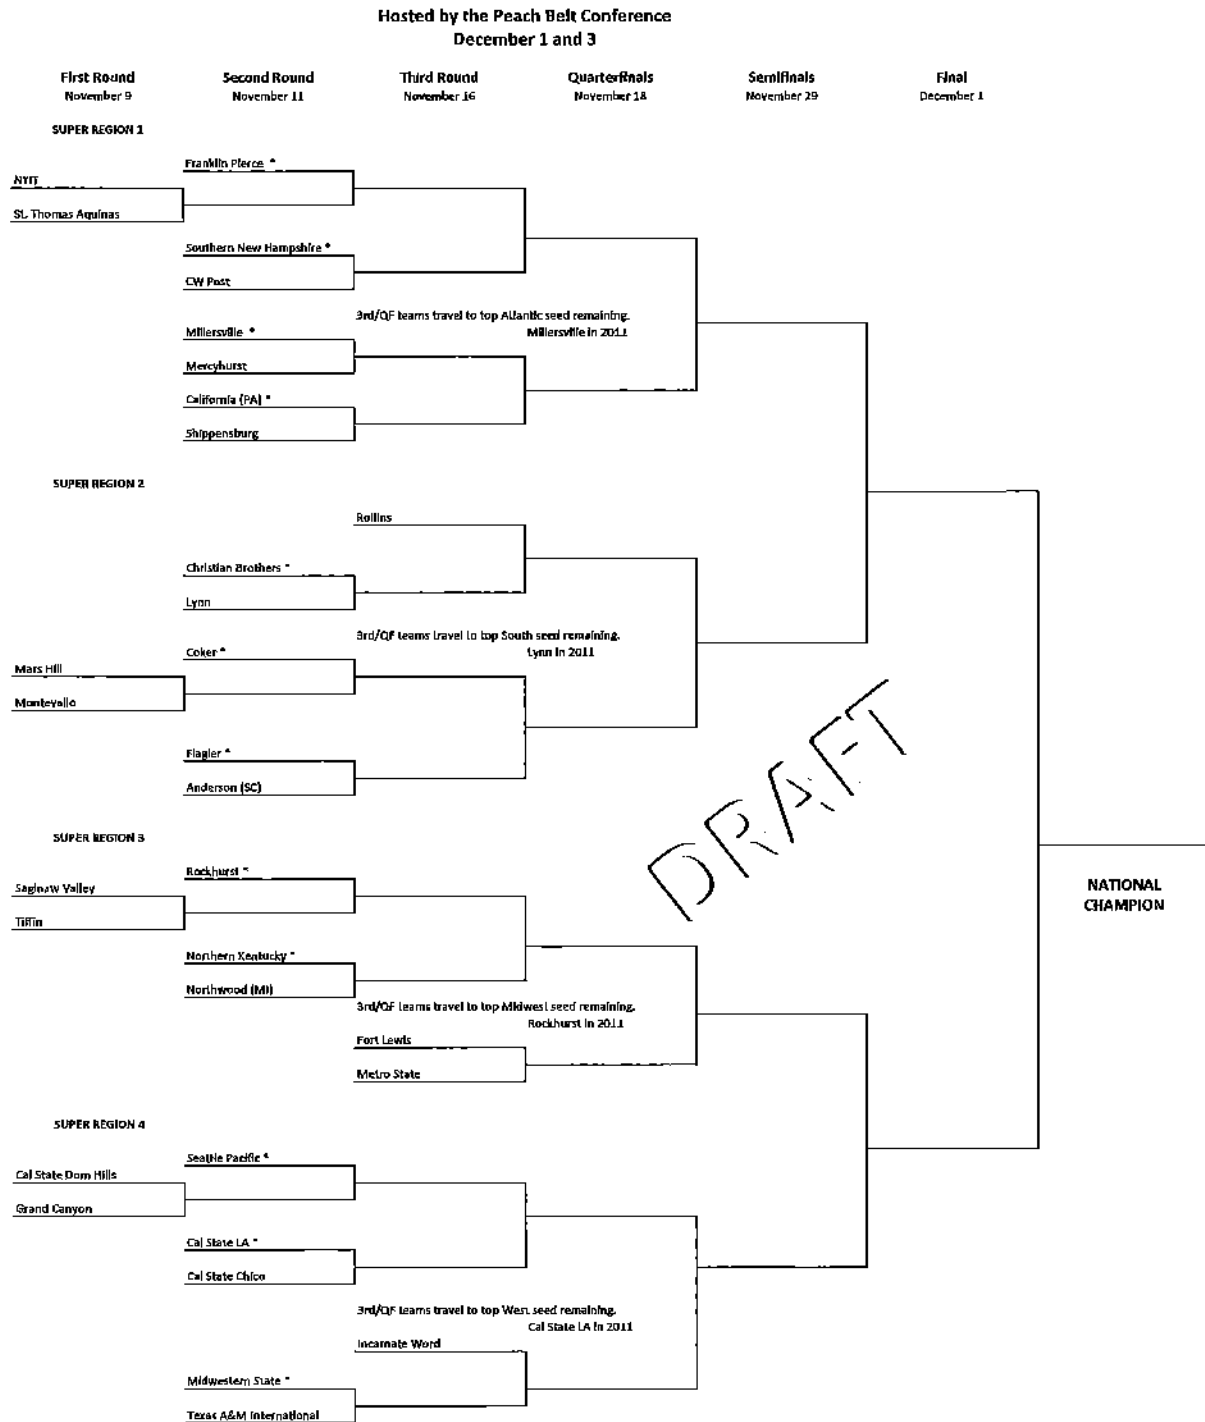 Hosted by the Peach Belt Conference
December 1 and 3
First Round Second Round Third Round Quarterfinals Semifinals Final
November 9 November 11 November 16 November 18 November 29 December 1
SUPER REGION 1
Franklin Pierce *
NYIT
St. Thomas Aquinas
Southern New Hampshire *
CW Post
3rd/QF teams travel to top Atlantic seed remaining.
Millersville in 2011
Millersville *
Mercyhurst
California (PA) *
Shippensburg
SUPER REGION 2
Rollins
Christian Brothers *
Lynn
3rd/QF teams travel to top South seed remaining.
Lynn in 2011
Coker *
Mars Hill
Montevallo
Flagler *
Anderson (SC)
DRAFT
SUPER REGION 3
Rockhurst *
Saginaw Valley
Tiffin
NATIONAL
CHAMPION
Northern Kentucky *
Northwood (MI)
3rd/QF teams travel to top Midwest seed remaining.
Rockhurst in 2011
Fort Lewis
Metro State
SUPER REGION 4
Seattle Pacific *
Cal State Dom Hills
Grand Canyon
Cal State LA *
Cal State Chico
3rd/QF teams travel to top West seed remaining.
Cal State LA in 2011
Incarnate Word
Midwestern State *
Texas A&M International